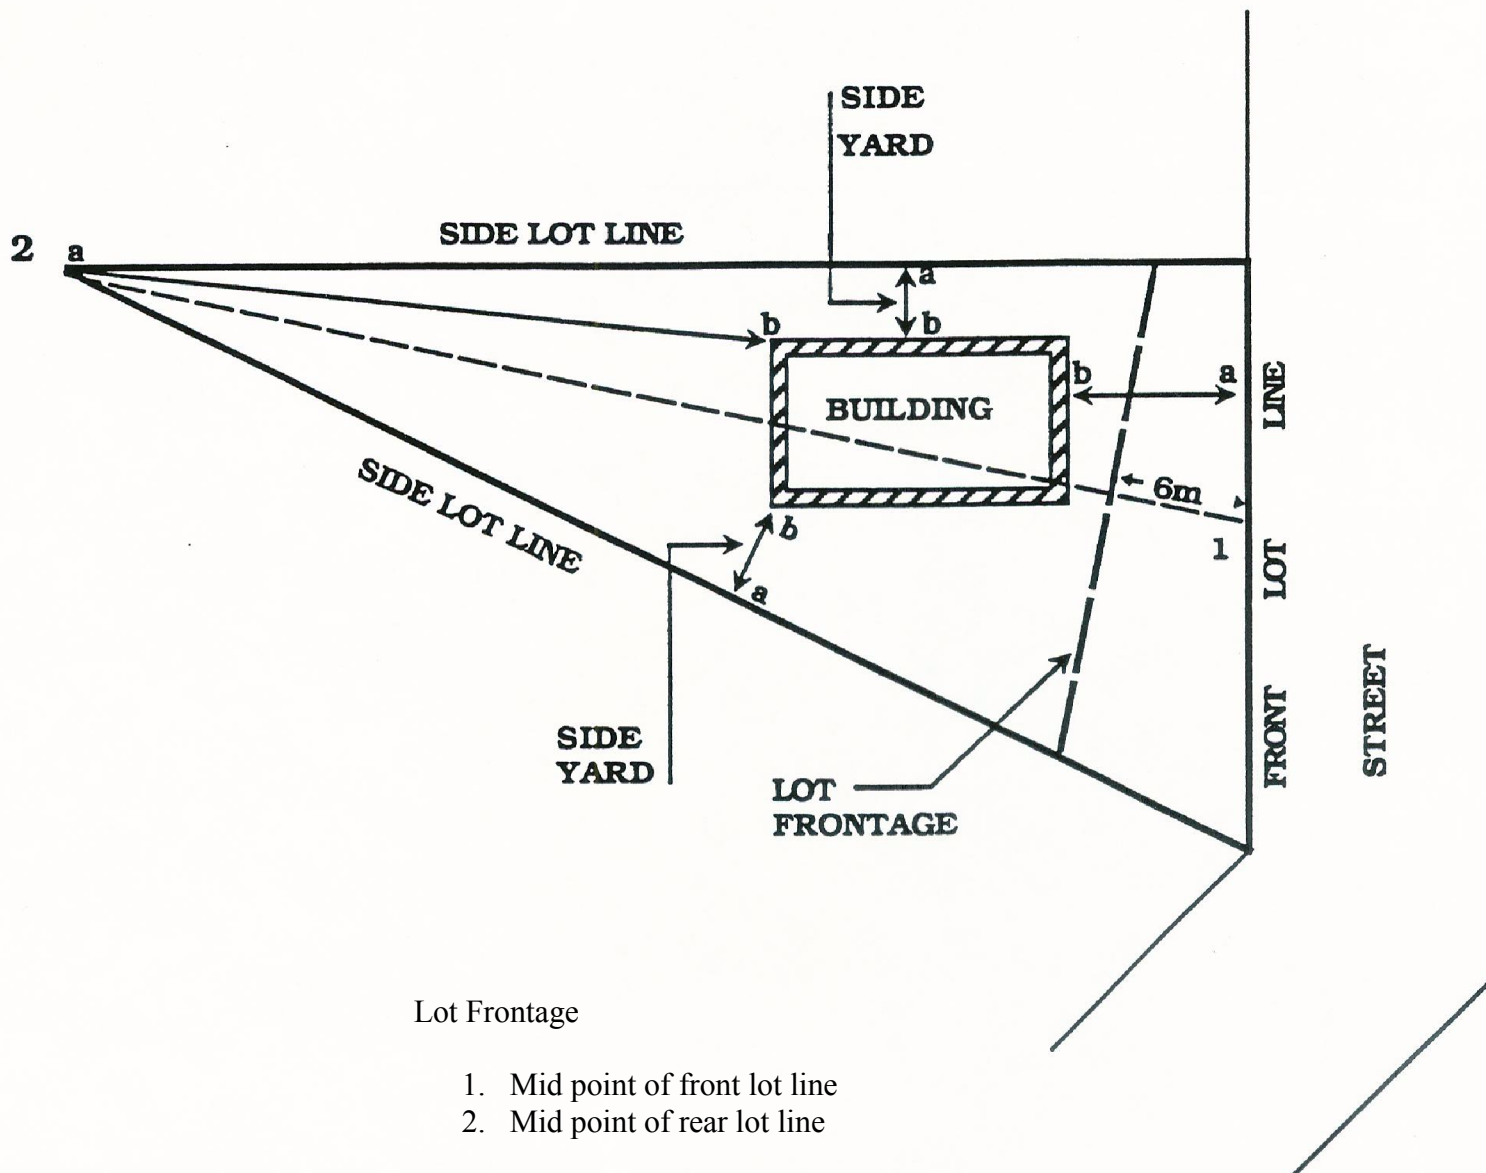 SIDE
YARD
SIDE LOT LINE
2
a
a
b
b
b
a
BUILDING
LINE
6m
SIDE LOT LINE
b
1
LOT
a
SIDE
YARD
LOT
FRONTAGE
FRONT
STREET
Lot Frontage
1. Mid point of front lot line
2. Mid point of rear lot line